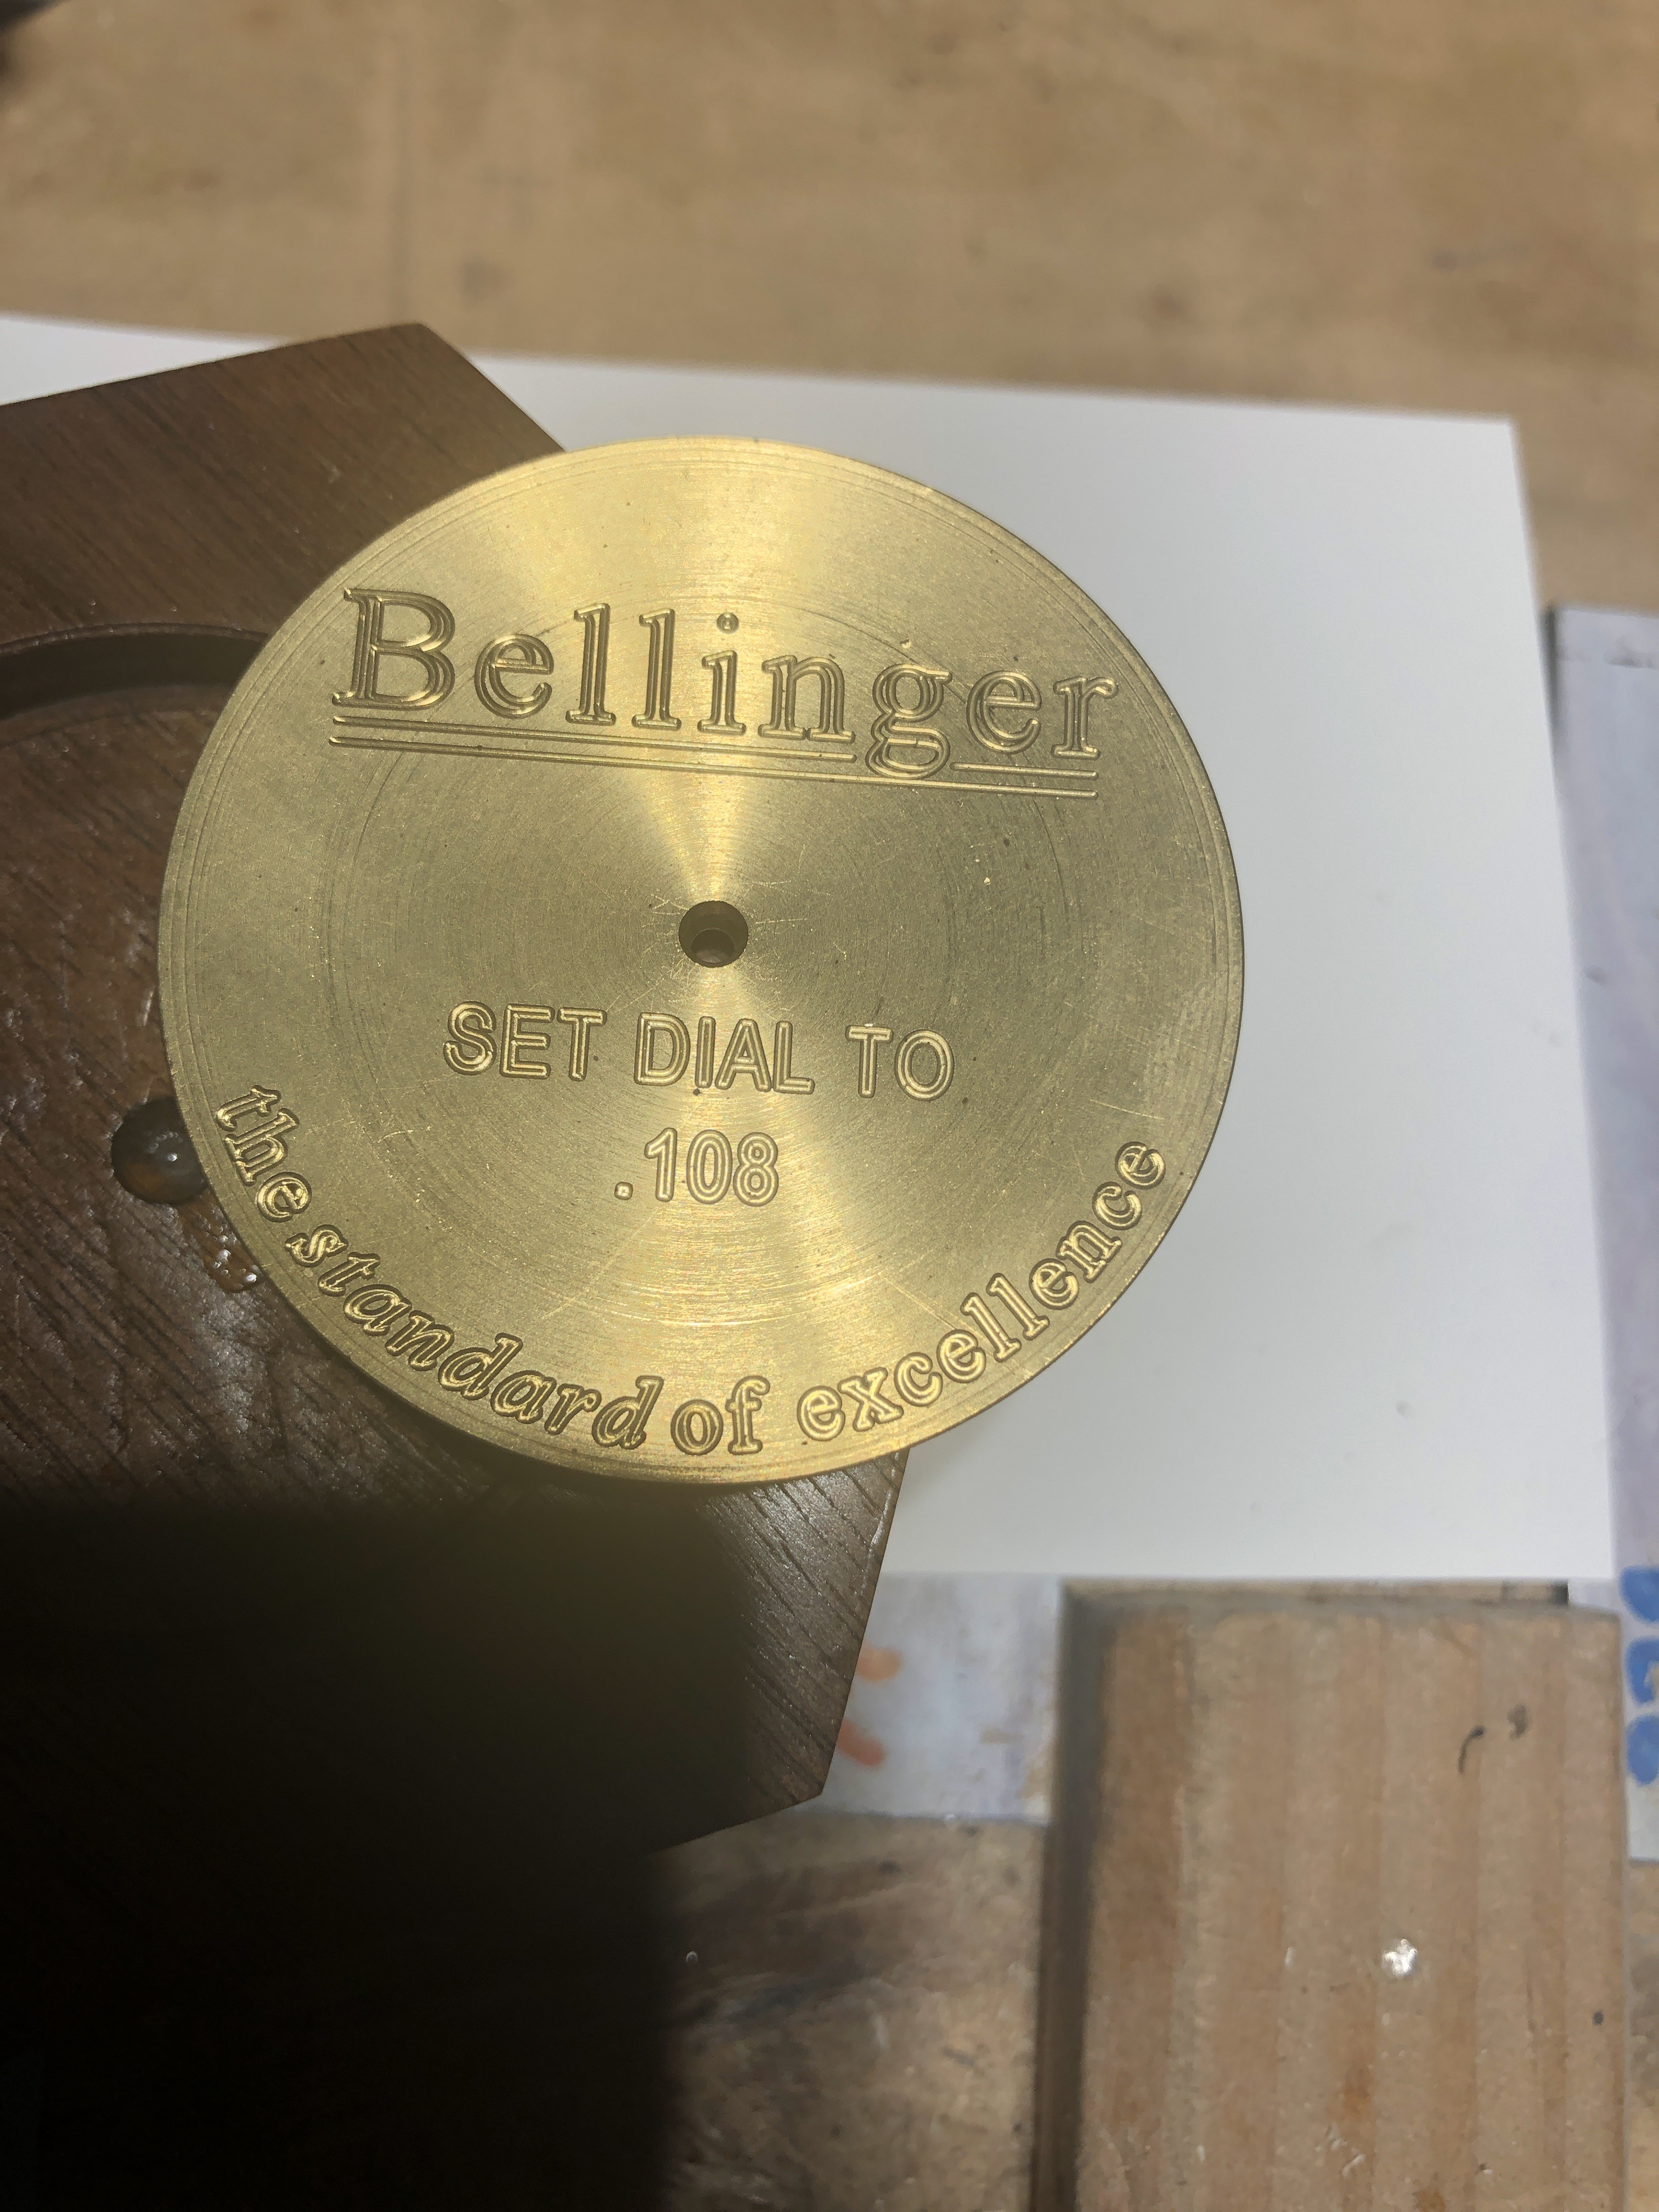 Bellinger
SET DIAL TO
.108
the standard of excellence